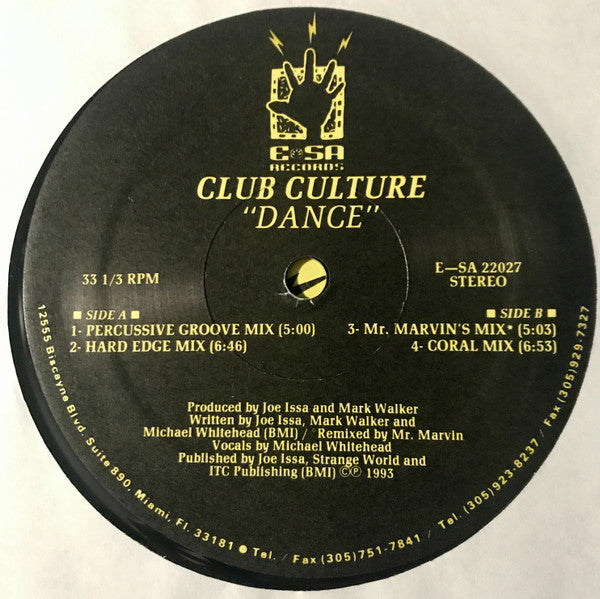 E SA
RECORDS
CLUB CULTURE
"DANCE"
33 1/3 RPM
E—SA 22027
STEREO
■ SIDE A ■
1- PERCUSSIVE GROOVE MIX (5:00)
2- HARD EDGE MIX (6:46)
■ SIDE B ■
3- Mr. MARVIN'S MIX* (5:03)
4- CORAL MIX (6:53)
Produced by Joe Issa and Mark Walker
Written by Joe Issa, Mark Walker and
Michael Whitehead (BMI) / *Remixed by Mr. Marvin
Vocals by Michael Whitehead
Published by Joe Issa, Strange World and
ITC Publishing (BMI) ©℗ 1993
12555 Biscayne Blvd. Suite 890, Miami, Fl. 33181 ● Tel. / Fax (305)751-7841 / Tel. (305)923-8237 / Fax (305)929-7327